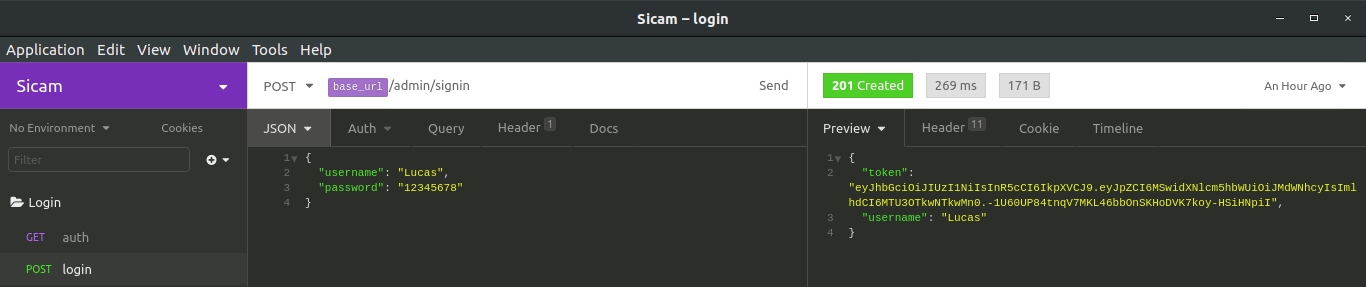 Sicam – login
Application Edit View Window Tools Help
Sicam
POST base_url/admin/signin Send
201 Created 269 ms 171 B An Hour Ago
No Environment Cookies
JSON Auth Query Header 1 Docs
Preview Header 11 Cookie Timeline
Filter
1 {
2 "username": "Lucas",
3 "password": "12345678"
4 }
1 {
2 "token":
"eyJhbGciOiJIUzI1NiIsInR5cCI6IkpXVCJ9.eyJpZCI6MSwidXNlcm5hbWUiOiJMdWNhcyIsIml
hdCI6MTU3OTkwNTkwMn0.-1U60UP84tnqV7MKL46bbOnSKHoDVK7koy-HSiHNpiI",
3 "username": "Lucas"
4 }
Login
GET auth
POST login